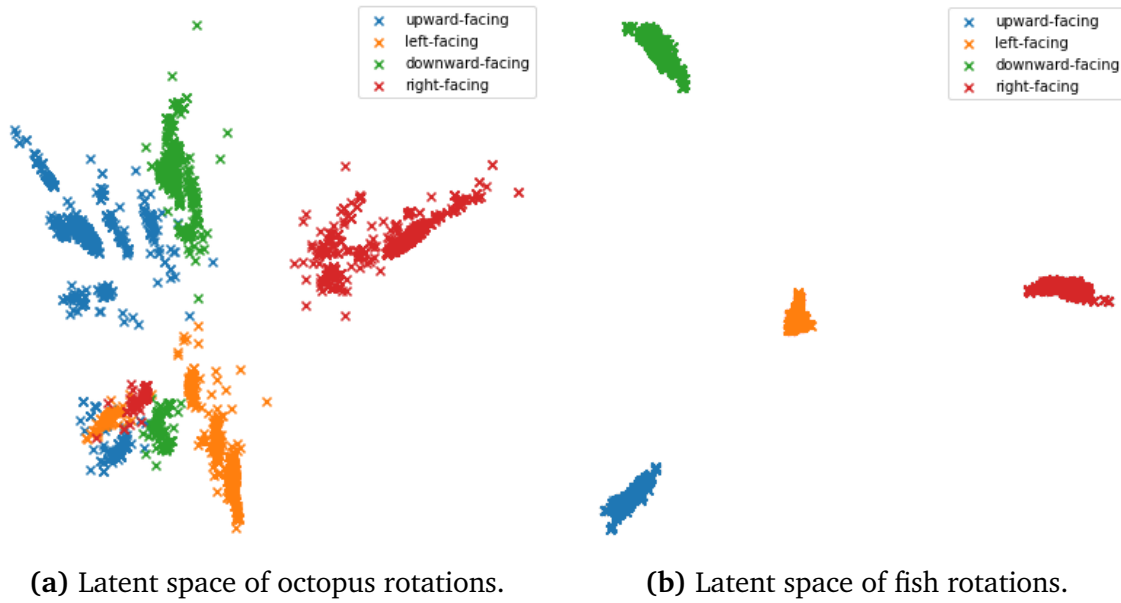 upward-facing
left-facing
downward-facing
right-facing
upward-facing
left-facing
downward-facing
right-facing
(a) Latent space of octopus rotations.
(b) Latent space of fish rotations.